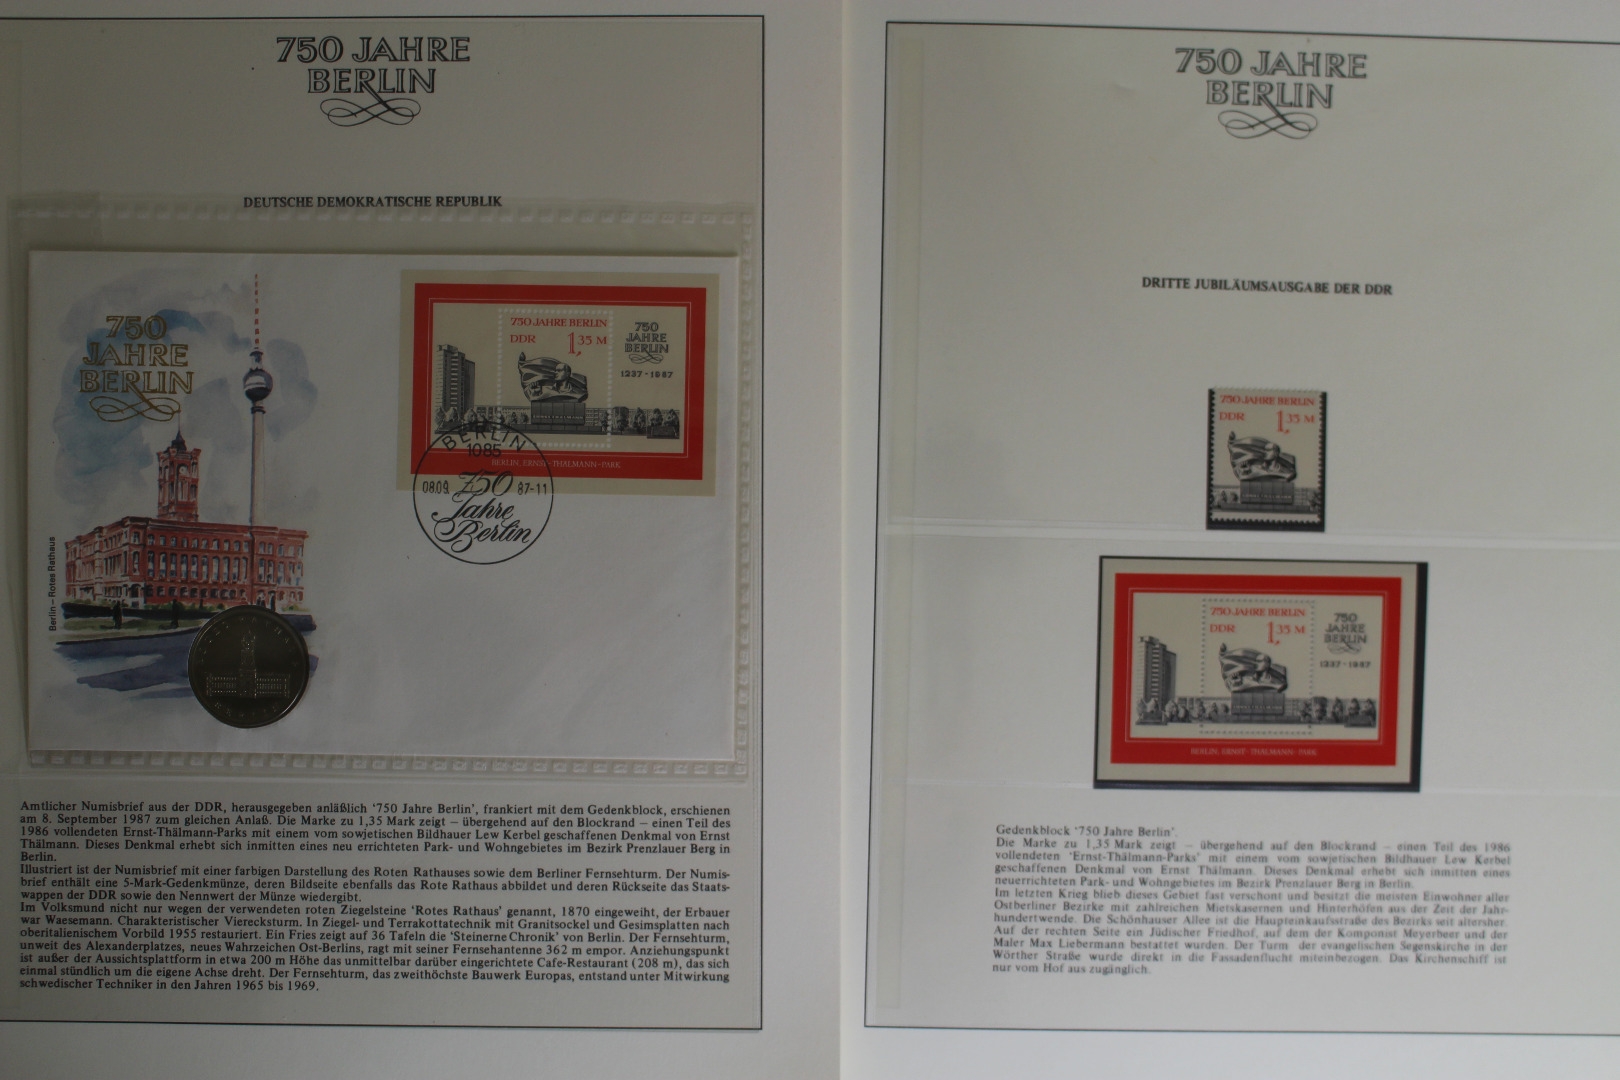 750 JAHRE
BERLIN
DEUTSCHE DEMOKRATISCHE REPUBLIK
750
JAHRE
BERLIN
Berlin – Rotes Rathaus
750 JAHRE BERLIN
DDR 1,35 M
750
JAHRE
BERLIN
1237-1987
BERLIN ERNST-THÄLMANN-PARK
BERLIN
1085
08.09. 750 87-11
Jahre
Berlin
ROTES RATHAUS
BERLIN
Amtlicher Numisbrief aus der DDR, herausgegeben anläßlich '750 Jahre Berlin', frankiert mit dem Gedenkblock, erschienen
am 8. September 1987 zum gleichen Anlaß. Die Marke zu 1,35 Mark zeigt – übergehend auf den Blockrand – einen Teil des
1986 vollendeten Ernst-Thälmann-Parks mit einem vom sowjetischen Bildhauer Lew Kerbel geschaffenen Denkmal von Ernst
Thälmann. Dieses Denkmal erhebt sich inmitten eines neu errichteten Park- und Wohngebietes im Bezirk Prenzlauer Berg in
Berlin.
Illustriert ist der Numisbrief mit einer farbigen Darstellung des Roten Rathauses sowie dem Berliner Fernsehturm. Der Numis-
brief enthält eine 5-Mark-Gedenkmünze, deren Bildseite ebenfalls das Rote Rathaus abbildet und deren Rückseite das Staats-
wappen der DDR sowie den Nennwert der Münze wiedergibt.
Im Volksmund nicht nur wegen der verwendeten roten Ziegelsteine 'Rotes Rathaus' genannt, 1870 eingeweiht, der Erbauer
war Waesemann. Charakteristischer Vierecksturm. In Ziegel- und Terrakottatechnik mit Granitsockel und Gesimsplatten nach
oberitalienischem Vorbild 1955 restauriert. Ein Fries zeigt auf 36 Tafeln die 'Steinerne Chronik' von Berlin. Der Fernsehturm,
unweit des Alexanderplatzes, neues Wahrzeichen Ost-Berlins, ragt mit seiner Fernsehantenne 362 m empor. Anziehungspunkt
ist außer der Aussichtsplattform in etwa 200 m Höhe das unmittelbar darüber eingerichtete Cafe-Restaurant (208 m), das sich
einmal stündlich um die eigene Achse dreht. Der Fernsehturm, das zweithöchste Bauwerk Europas, entstand unter Mitwirkung
schwedischer Techniker in den Jahren 1965 bis 1969.
750 JAHRE
BERLIN
DRITTE JUBILÄUMSAUSGABE DER DDR
750 JAHRE BERLIN
DDR 1,35 M
750 JAHRE BERLIN
DDR 1,35 M
750
JAHRE
BERLIN
1237-1987
BERLIN ERNST-THÄLMANN-PARK
Gedenkblock '750 Jahre Berlin'.
Die Marke zu 1,35 Mark zeigt – übergehend auf den Blockrand – einen Teil des 1986
vollendeten 'Ernst-Thälmann-Parks' mit einem vom sowjetischen Bildhauer Lew Kerbel
geschaffenen Denkmal von Ernst Thälmann. Dieses Denkmal erhebt sich inmitten eines
neuerrichteten Park- und Wohngebietes im Bezirk Prenzlauer Berg in Berlin.
Im letzten Krieg blieb dieses Gebiet fast verschont und besitzt die meisten Einwohner aller
Ostberliner Bezirke mit zahlreichen Mietskasernen und Hinterhöfen aus der Zeit der Jahr-
hundertwende. Die Schönhauser Allee ist die Haupteinkaufsstraße des Bezirks seit altersher.
Auf der rechten Seite ein Jüdischer Friedhof, auf dem der Komponist Meyerbeer und der
Maler Max Liebermann bestattet wurden. Der Turm der evangelischen Segenskirche in der
Wörther Straße wurde direkt in die Fassadenflucht miteinbezogen. Das Kirchenschiff ist
nur vom Hof aus zugänglich.